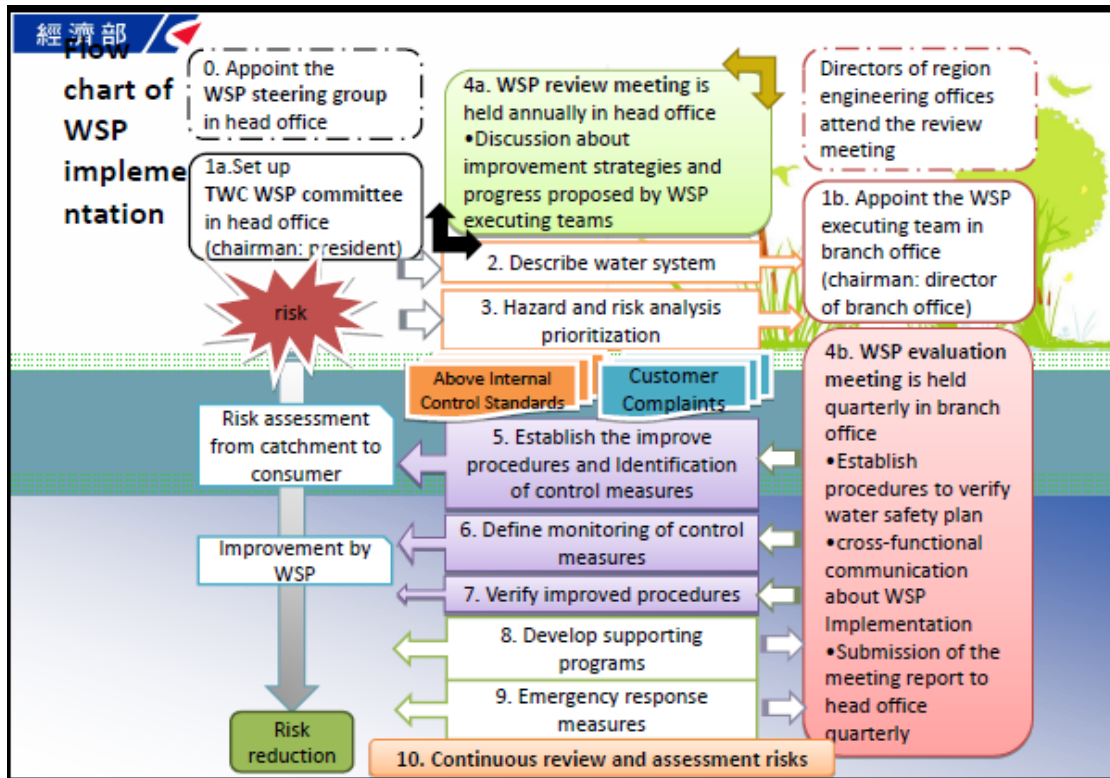 經濟部
Flow
chart of
WSP
impleme
ntation
0. Appoint the
WSP steering group
in head office
4a. WSP review meeting is
held annually in head office
•Discussion about
improvement strategies and
progress proposed by WSP
executing teams
Directors of region
engineering offices
attend the review
meeting
1a.Set up
TWC WSP committee
in head office
(chairman: president)
1b. Appoint the WSP
executing team in
branch office
(chairman: director
of branch office)
2. Describe water system
risk
3. Hazard and risk analysis
prioritization
Above Internal
Control Standards
Customer
Complaints
4b. WSP evaluation
meeting is held
quarterly in branch
office
•Establish
procedures to verify
water safety plan
•cross-functional
communication
about WSP
Implementation
•Submission of the
meeting report to
head office
quarterly
Risk assessment
from catchment to
consumer
5. Establish the improve
procedures and Identification
of control measures
Improvement by
WSP
6. Define monitoring of control
measures
7. Verify improved procedures
8. Develop supporting
programs
9. Emergency response
measures
Risk
reduction
10. Continuous review and assessment risks